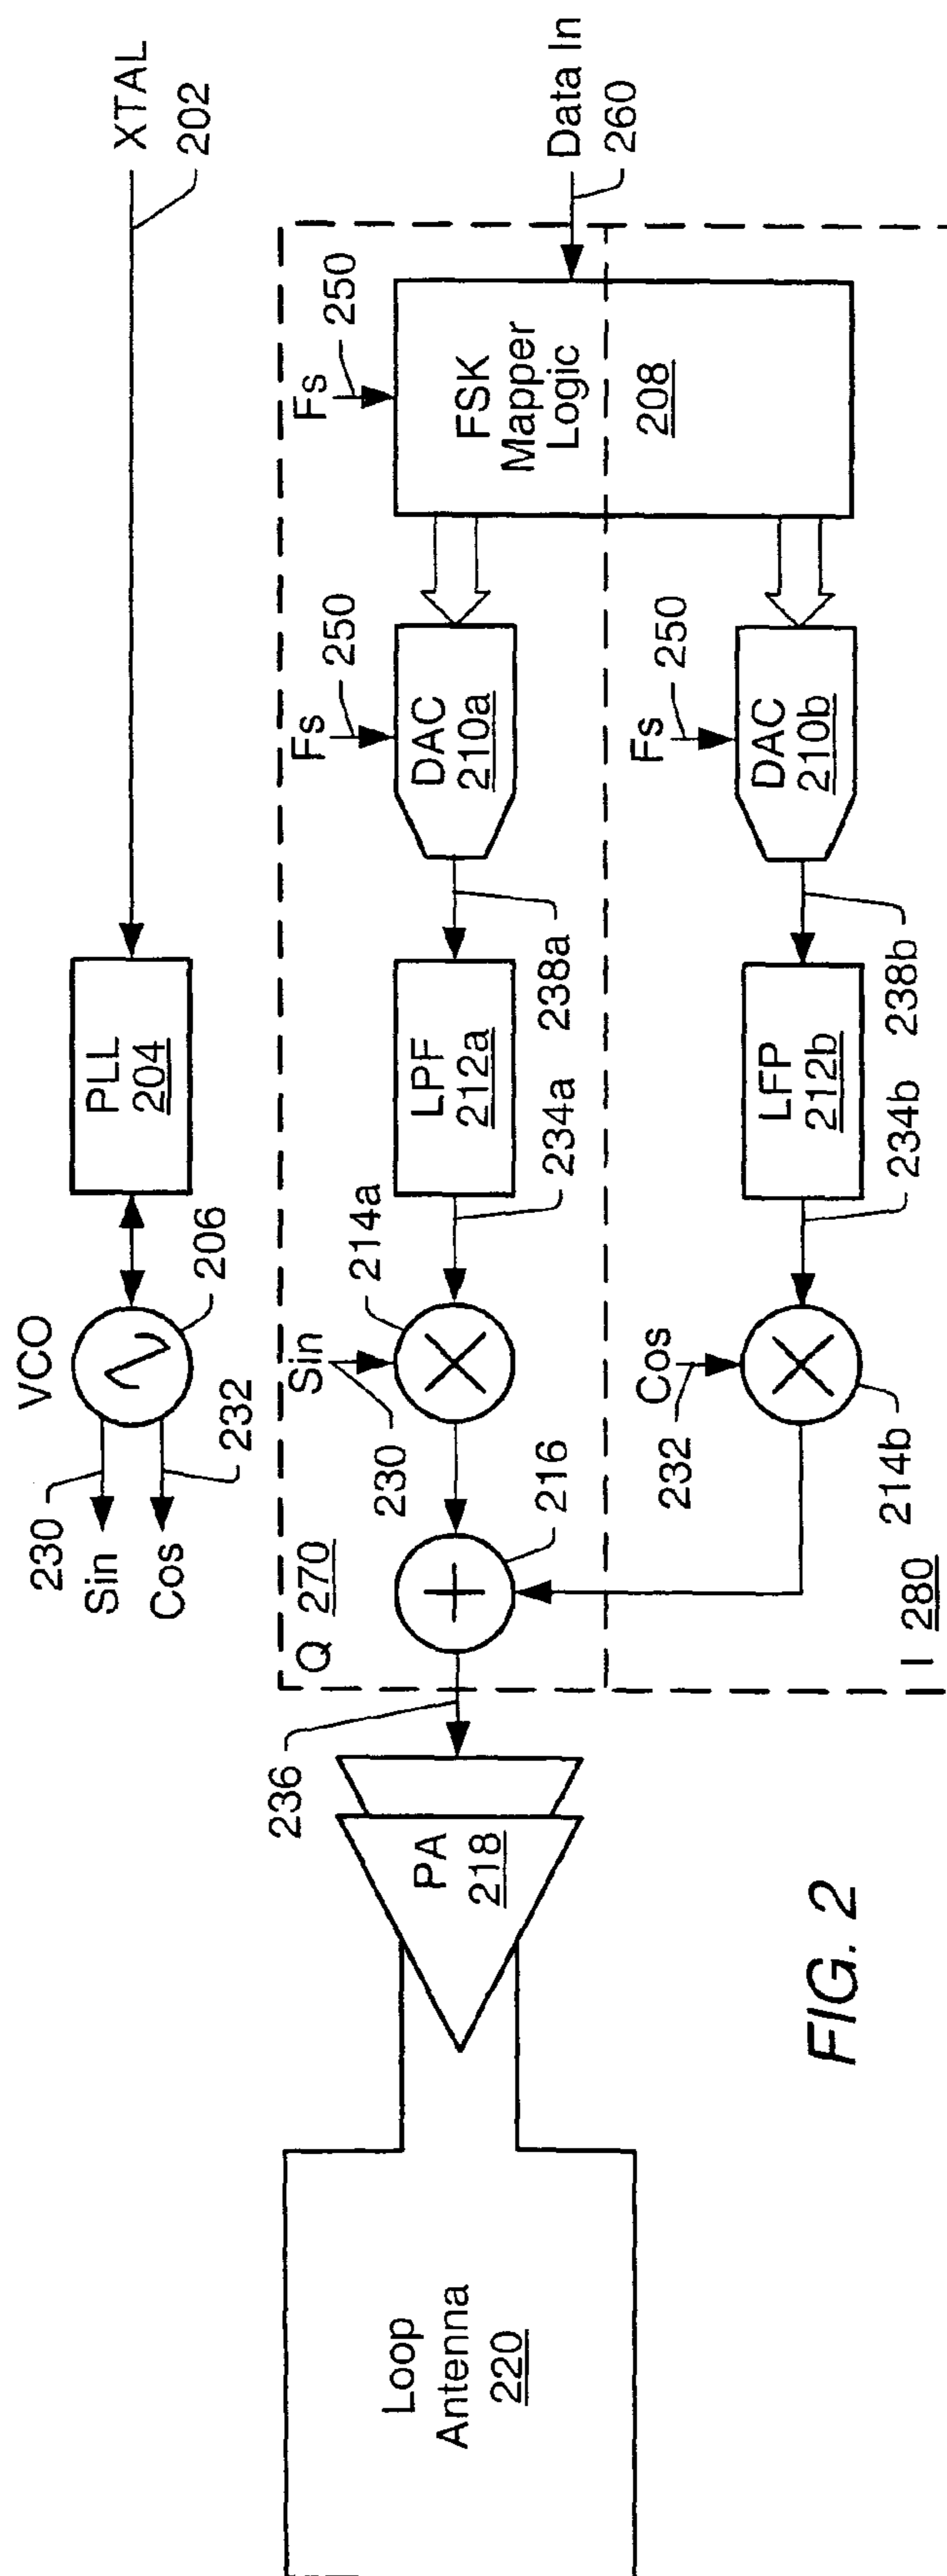 VCO
230
Sin
Cos
232
206
PLL
204
XTAL
202
Loop
Antenna
220
PA
218
236
Q 270
216
Sin
230
214a
LPF
212a
234a
238a
Fs
250
DAC
210a
Fs
250
FSK
Mapper
Logic
208
Data In
260
I 280
Cos
232
214b
LFP
212b
234b
238b
Fs
250
DAC
210b
FIG. 2